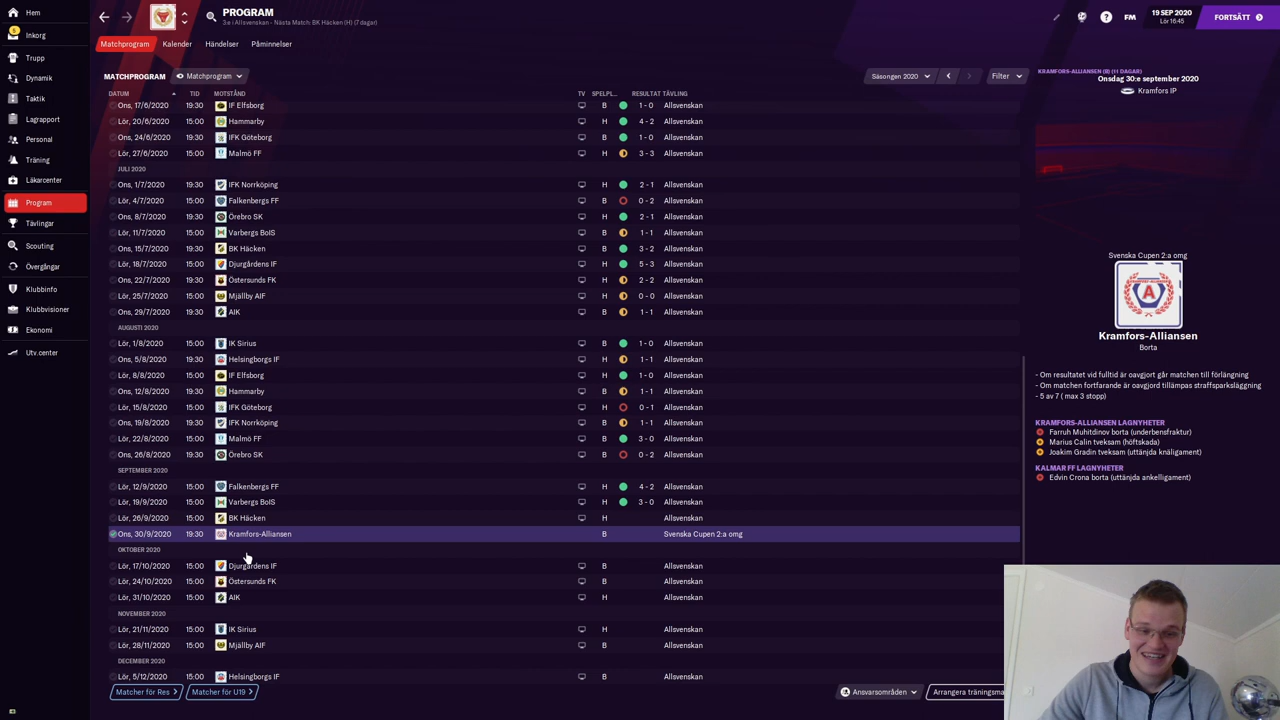 Hem
Inkorg
Trupp
Dynamik
Taktik
Lagrapport
Personal
Träning
Läkarcenter
Program
Tävlingar
Scouting
Övergångar
Klubbinfo
Klubbvisioner
Ekonomi
Utv.center
PROGRAM
3:e i Allsvenskan - Nästa Match: BK Häcken (H) (7 dagar)
FM
19 SEP 2020
Lör 16:45
FORTSÄTT
Matchprogram Kalender Händelser Påminnelser
MATCHPROGRAM Matchprogram Säsongen 2020 Filter
DATUM TID MOTSTÅND TV SPELPL... RESULTAT TÄVLING
Ons, 17/6/2020 19:30 IF Elfsborg B 1 - 0 Allsvenskan
Lör, 20/6/2020 15:00 Hammarby H 4 - 2 Allsvenskan
Ons, 24/6/2020 19:30 IFK Göteborg B 1 - 0 Allsvenskan
Lör, 27/6/2020 15:00 Malmö FF H 3 - 3 Allsvenskan
JULI 2020
Ons, 1/7/2020 19:30 IFK Norrköping H 2 - 1 Allsvenskan
Lör, 4/7/2020 15:00 Falkenbergs FF B 0 - 2 Allsvenskan
Ons, 8/7/2020 19:30 Örebro SK H 2 - 1 Allsvenskan
Lör, 11/7/2020 15:00 Varbergs BoIS B 1 - 1 Allsvenskan
Ons, 15/7/2020 19:30 BK Häcken B 3 - 2 Allsvenskan
Lör, 18/7/2020 15:00 Djurgårdens IF H 5 - 3 Allsvenskan
Ons, 22/7/2020 19:30 Östersunds FK H 2 - 2 Allsvenskan
Lör, 25/7/2020 15:00 Mjällby AIF H 0 - 0 Allsvenskan
Ons, 29/7/2020 19:30 AIK B 1 - 1 Allsvenskan
AUGUSTI 2020
Lör, 1/8/2020 15:00 IK Sirius B 1 - 0 Allsvenskan
Ons, 5/8/2020 19:30 Helsingborgs IF H 1 - 1 Allsvenskan
Lör, 8/8/2020 15:00 IF Elfsborg H 1 - 0 Allsvenskan
Ons, 12/8/2020 19:30 Hammarby B 1 - 1 Allsvenskan
Lör, 15/8/2020 15:00 IFK Göteborg H 0 - 1 Allsvenskan
Ons, 19/8/2020 19:30 IFK Norrköping B 1 - 1 Allsvenskan
Lör, 22/8/2020 15:00 Malmö FF B 3 - 0 Allsvenskan
Ons, 26/8/2020 19:30 Örebro SK B 0 - 2 Allsvenskan
SEPTEMBER 2020
Lör, 12/9/2020 15:00 Falkenbergs FF H 4 - 2 Allsvenskan
Lör, 19/9/2020 15:00 Varbergs BoIS H 3 - 0 Allsvenskan
Lör, 26/9/2020 15:00 BK Häcken H Allsvenskan
Ons, 30/9/2020 19:30 Kramfors-Alliansen B Svenska Cupen 2:a omg
OKTOBER 2020
Lör, 17/10/2020 15:00 Djurgårdens IF B Allsvenskan
Lör, 24/10/2020 15:00 Östersunds FK B Allsvenskan
Lör, 31/10/2020 15:00 AIK H Allsvenskan
NOVEMBER 2020
Lör, 21/11/2020 15:00 IK Sirius H Allsvenskan
Lör, 28/11/2020 15:00 Mjällby AIF B Allsvenskan
DECEMBER 2020
Lör, 5/12/2020 15:00 Helsingborgs IF B Allsvenskan
Matcher för Res Matcher för U19 Ansvarsområden Arrangera träningsma
KRAMFORS-ALLIANSEN (B) (11 DAGAR)
Onsdag 30:e september 2020
Kramfors IP
Svenska Cupen 2:a omg
A
Kramfors-Alliansen
Borta
- Om resultatet vid fulltid är oavgjort går matchen till förlängning
- Om matchen fortfarande är oavgjord tillämpas straffsparksläggning
- 5 av 7 ( max 3 stopp)
KRAMFORS-ALLIANSEN LAGNYHETER
Farruh Muhitdinov borta (underbensfraktur)
Marius Calin tveksam (höftskada)
Joakim Gradin tveksam (uttänjda knäligament)
KALMAR FF LAGNYHETER
Edvin Crona borta (uttänjda ankelligament)